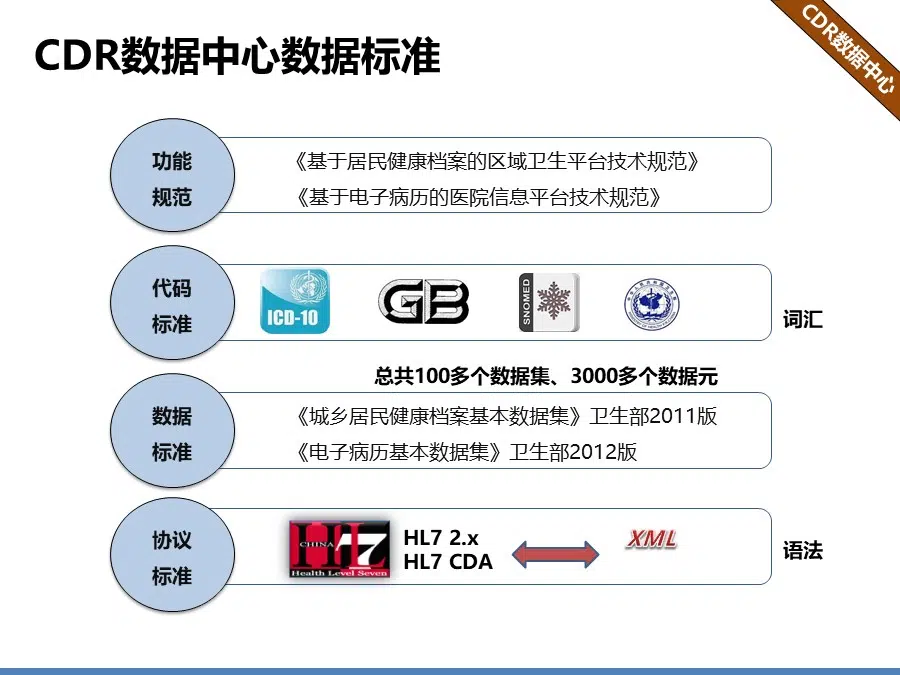 CDR数据中心数据标准
CDR数据中心
功能
规范
《基于居民健康档案的区域卫生平台技术规范》
《基于电子病历的医院信息平台技术规范》
代码
标准
ICD-10
GB
SNOMED
词汇
总共100多个数据集、3000多个数据元
数据
标准
《城乡居民健康档案基本数据集》卫生部2011版
《电子病历基本数据集》卫生部2012版
协议
标准
HL7
CHINA
Health Level Seven
HL7 2.x
HL7 CDA
XML
语法